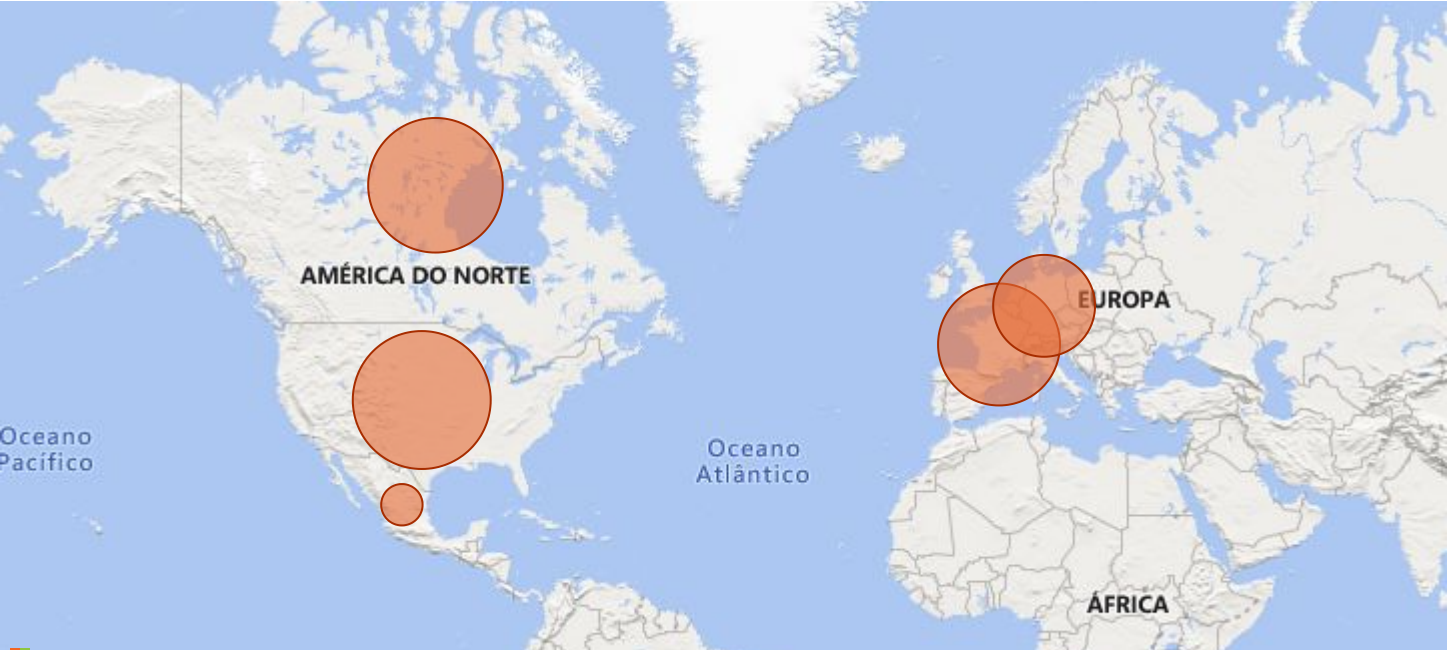 AMÉRICA DO NORTE
EUROPA
Oceano
Pacífico
Oceano
Atlântico
ÁFRICA